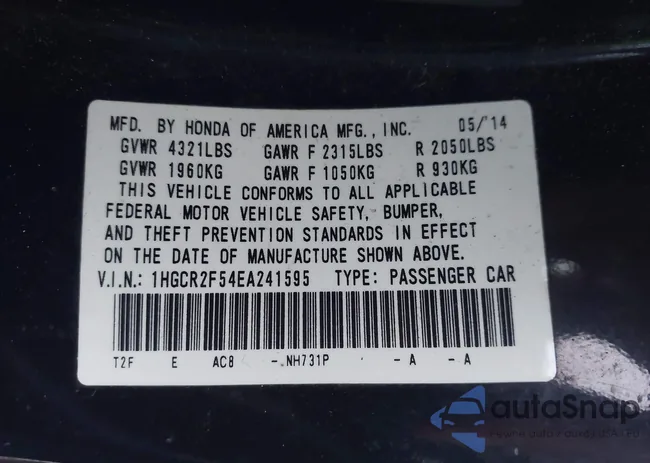 MFD. BY HONDA OF AMERICA MFG., INC. 05/'14
GVWR 4321LBS GAWR F 2315LBS R 2050LBS
GVWR 1960KG GAWR F 1050KG R 930KG
THIS VEHICLE CONFORMS TO ALL APPLICABLE
FEDERAL MOTOR VEHICLE SAFETY, BUMPER,
AND THEFT PREVENTION STANDARDS IN EFFECT
ON THE DATE OF MANUFACTURE SHOWN ABOVE.
V.I.N.: 1HGCR2F54EA241595 TYPE: PASSENGER CAR
T2F E AC8 -.NH731P -A -A
autaSnap